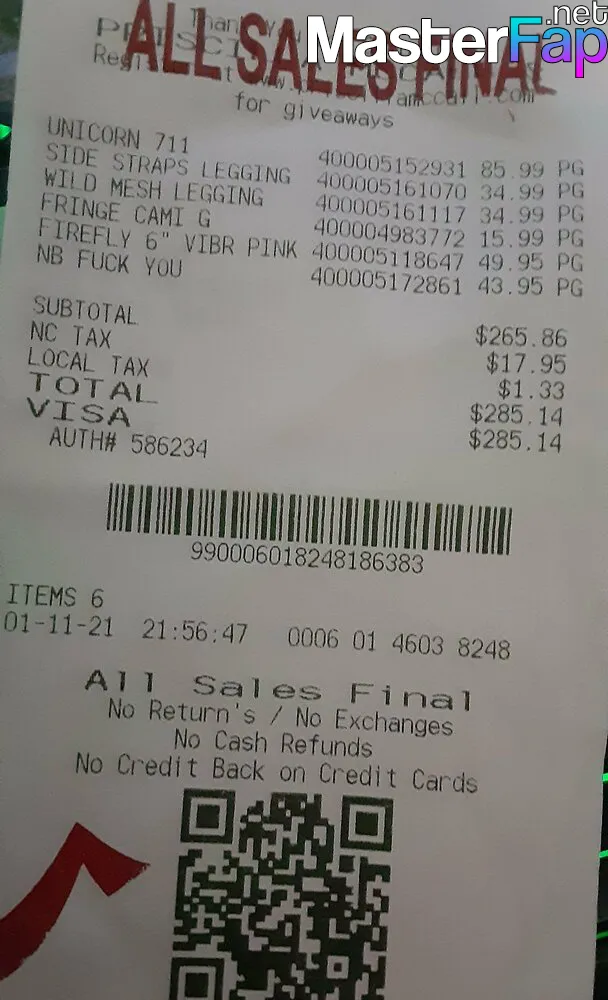 MasterFap.net
Thank
ALL SALES FINAL
for giveaways
UNICORN 711 400005152931 85.99 PG
SIDE STRAPS LEGGING 400005161070 34.99 PG
WILD MESH LEGGING 400005161117 34.99 PG
FRINGE CAMI G 400004983772 15.99 PG
FIREFLY 6" VIBR PINK 400005118647 49.95 PG
NB FUCK YOU 400005172861 43.95 PG
SUBTOTAL $265.86
NC TAX $17.95
LOCAL TAX $1.33
TOTAL $285.14
VISA $285.14
AUTH# 586234
990006018248186383
ITEMS 6
01-11-21 21:56:47 0006 01 4603 8248
All Sales Final
No Return's / No Exchanges
No Cash Refunds
No Credit Back on Credit Cards